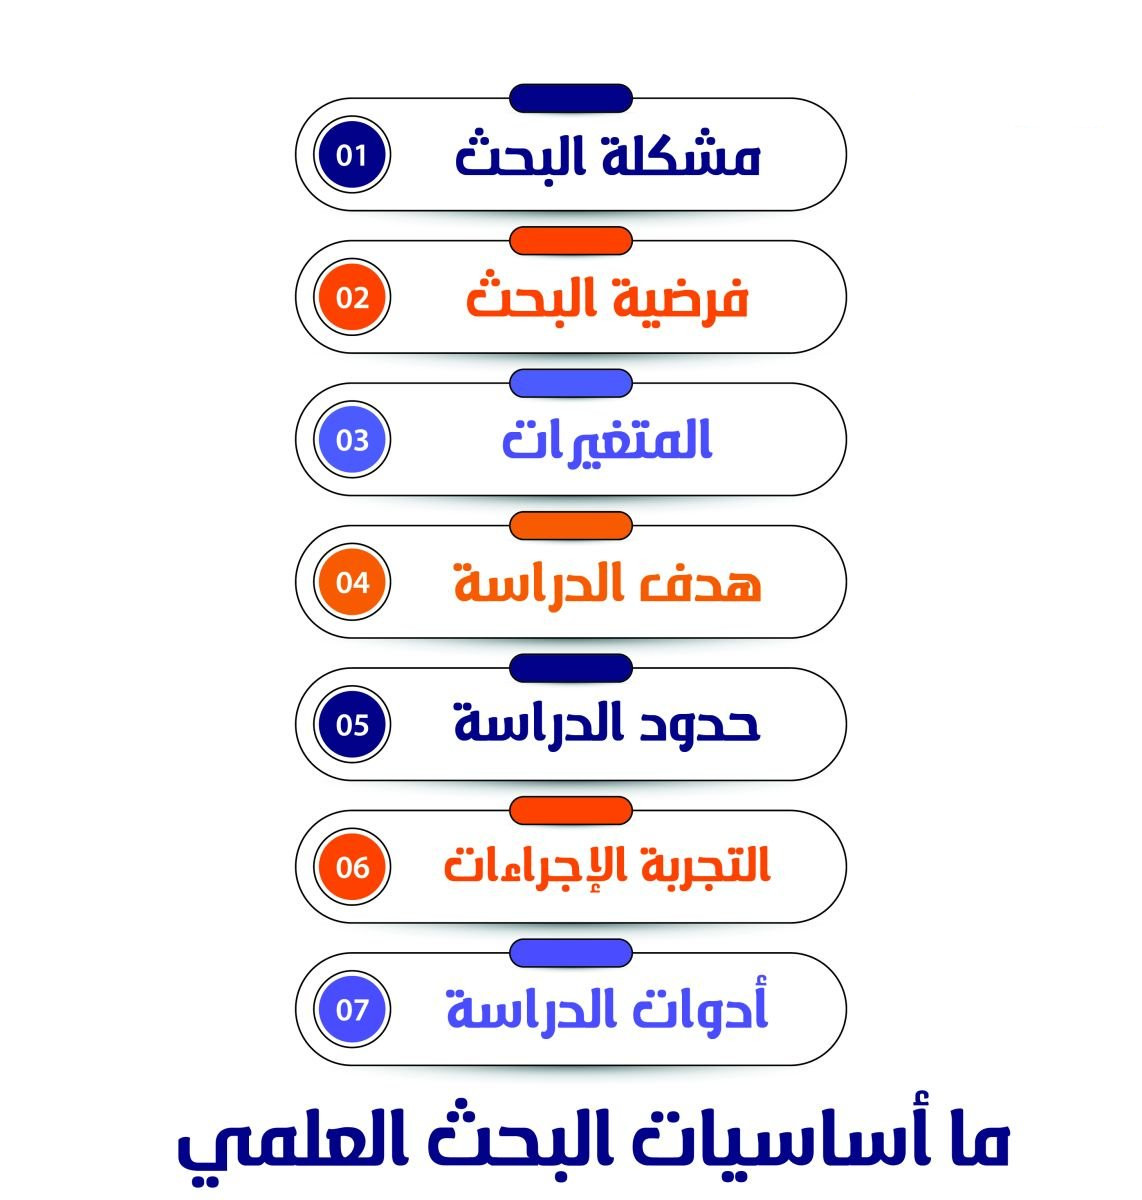 01 مشكلة البحث
02 فرضية البحث
03 المتغيرات
04 هدف الدراسة
05 حدود الدراسة
06 التجربة الإجراءات
07 أدوات الدراسة
ما أساسيات البحث العلمي